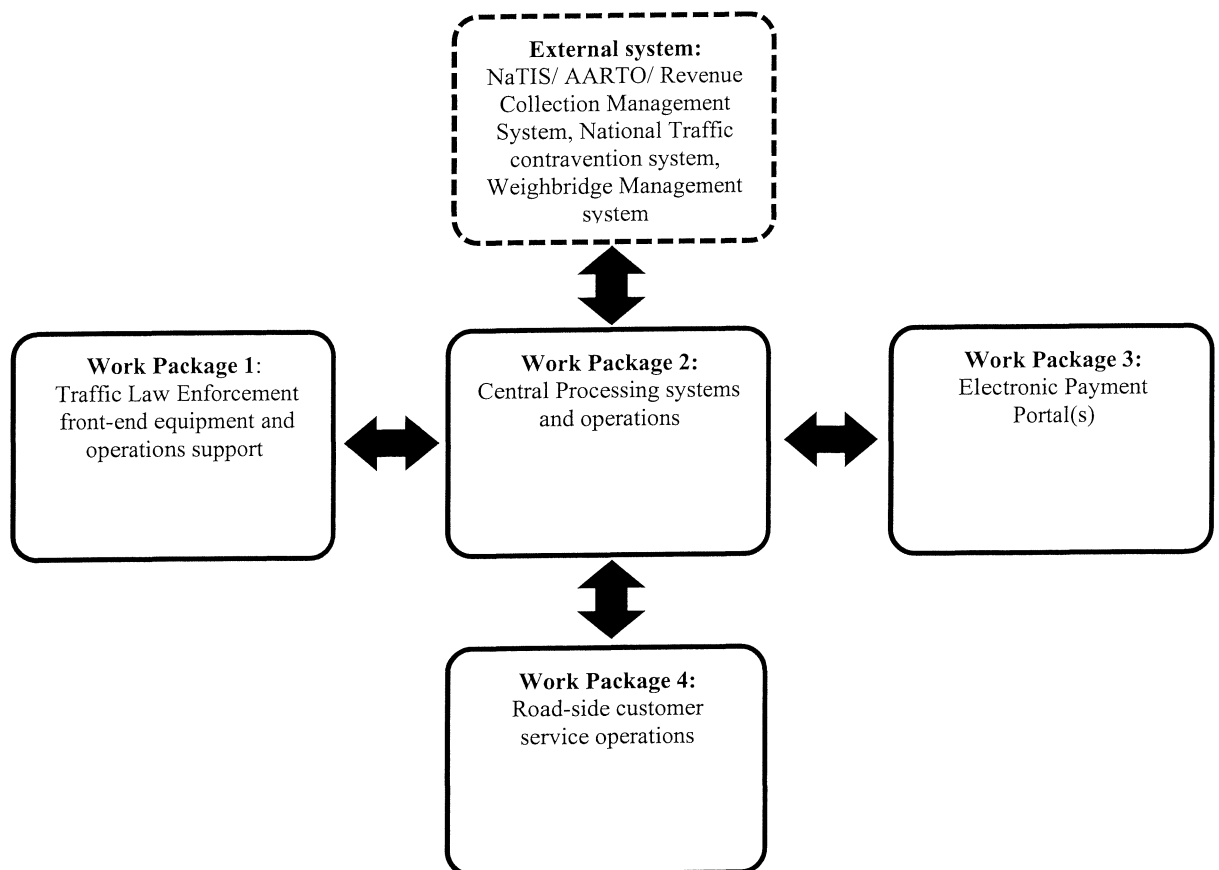 External system:
NaTIS/ AARTO/ Revenue
Collection Management
System, National Traffic
contravention system,
Weighbridge Management
system
Work Package 1:
Traffic Law Enforcement
front-end equipment and
operations support
Work Package 2:
Central Processing systems
and operations
Work Package 3:
Electronic Payment
Portal(s)
Work Package 4:
Road-side customer
service operations